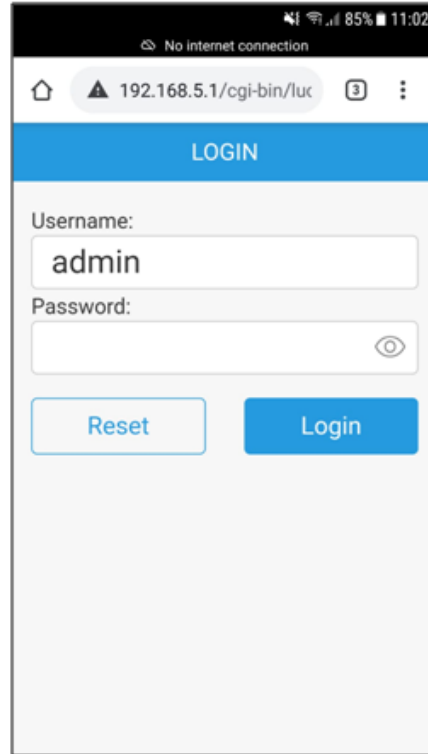 85% 11:02
No internet connection
192.168.5.1/cgi-bin/luc 3
LOGIN
Username:
admin
Password:
Reset Login